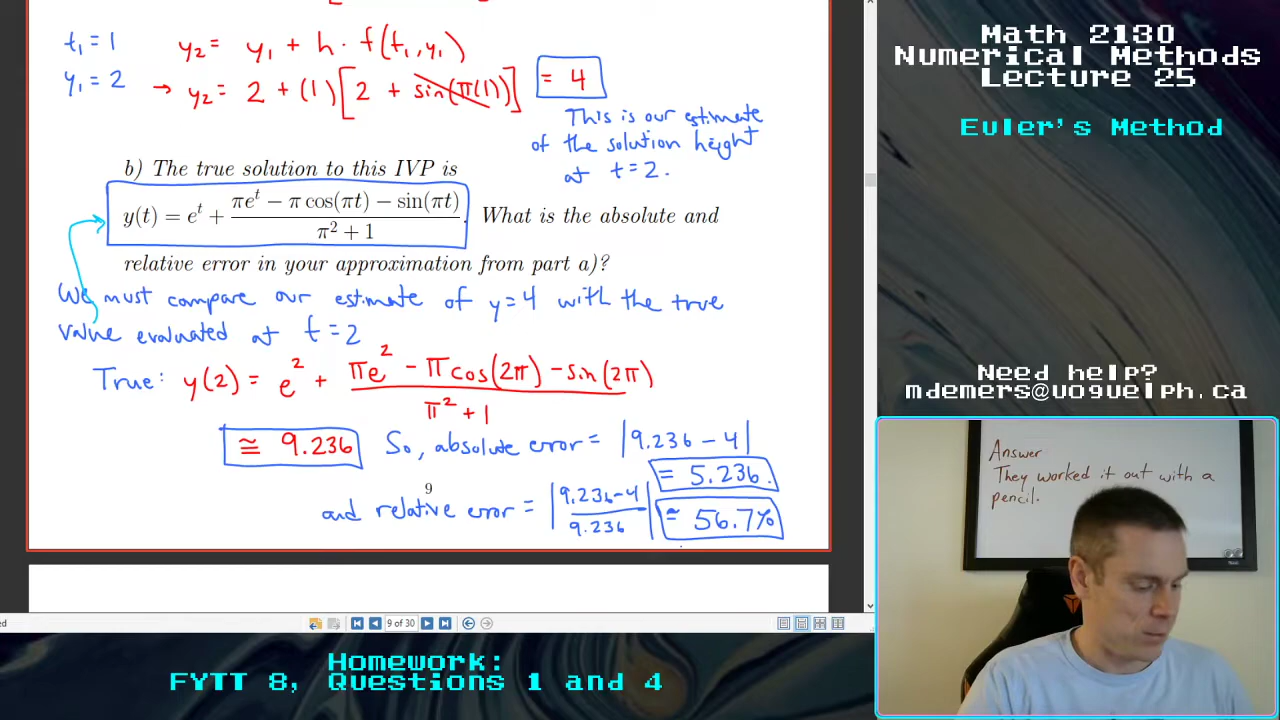 t₁ = 1 y₂ = y₁ + h · f(t₁, y₁)
y₁ = 2 → y₂ = 2 + (1) [2 + sin(π(1))] = 4
This is our estimate
of the solution height
at t = 2.
b) The true solution to this IVP is
y(t) = eᵗ + (πeᵗ − π cos(πt) − sin(πt)) / (π² + 1). What is the absolute and
relative error in your approximation from part a)?
We must compare our estimate of y=4 with the true
value evaluated at t=2
True: y(2) = e² + (πe² − π cos(2π) − sin(2π)) / (π² + 1)
≅ 9.236 So, absolute error = |9.236 − 4|
= 5.236.
9
and relative error = |(9.236−4) / 9.236| ≅ 56.7%
9 of 30
Math 2130
Numerical Methods
Lecture 25
Euler's Method
Need help?
mdemers@uoguelph.ca
Answer
They worked it out with a
pencil.
Homework:
FYTT 8, Questions 1 and 4